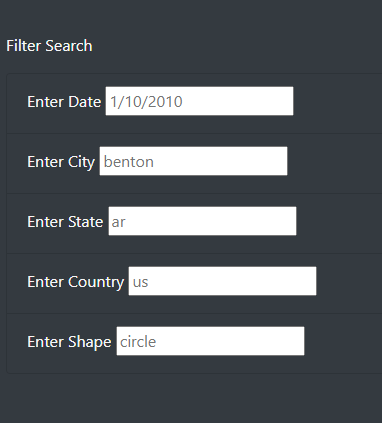 Filter Search
Enter Date 1/10/2010
Enter City benton
Enter State ar
Enter Country us
Enter Shape circle